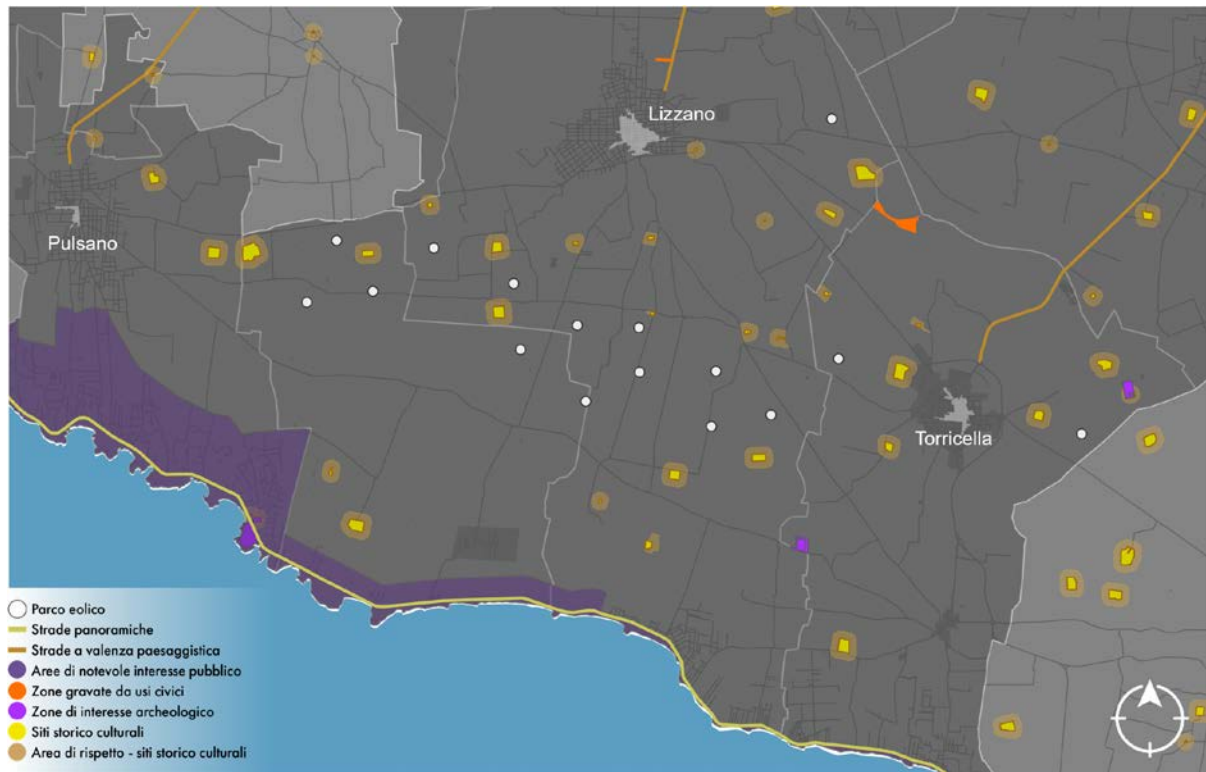 Lizzano
Pulsano
Torricella
Parco eolico
Strade panoramiche
Strade a valenza paesaggistica
Aree di notevole interesse pubblico
Zone gravate da usi civici
Zone di interesse archeologico
Siti storico culturali
Area di rispetto - siti storico culturali